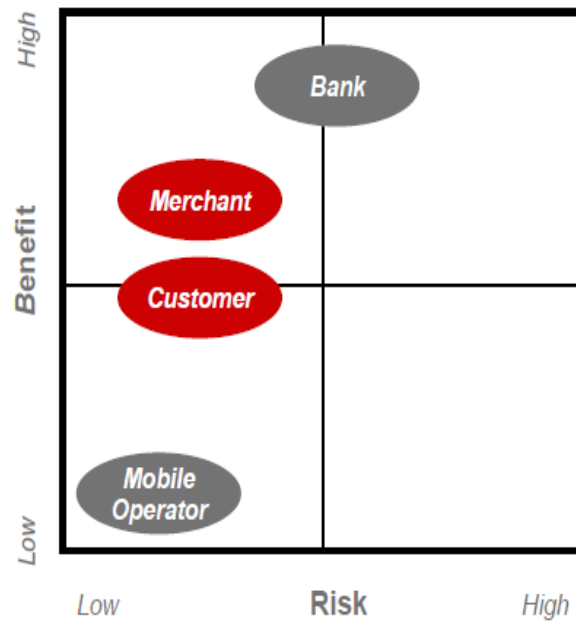 High
Bank
Merchant
Benefit
Customer
Mobile
Operator
Low
Low Risk High